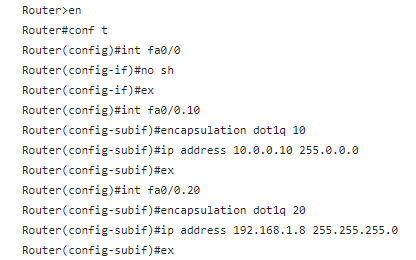 Router>en
Router#conf t
Router(config)#int fa0/0
Router(config-if)#no sh
Router(config-if)#ex
Router(config)#int fa0/0.10
Router(config-subif)#encapsulation dot1q 10
Router(config-subif)#ip address 10.0.0.10 255.0.0.0
Router(config-subif)#ex
Router(config)#int fa0/0.20
Router(config-subif)#encapsulation dot1q 20
Router(config-subif)#ip address 192.168.1.8 255.255.255.0
Router(config-subif)#ex